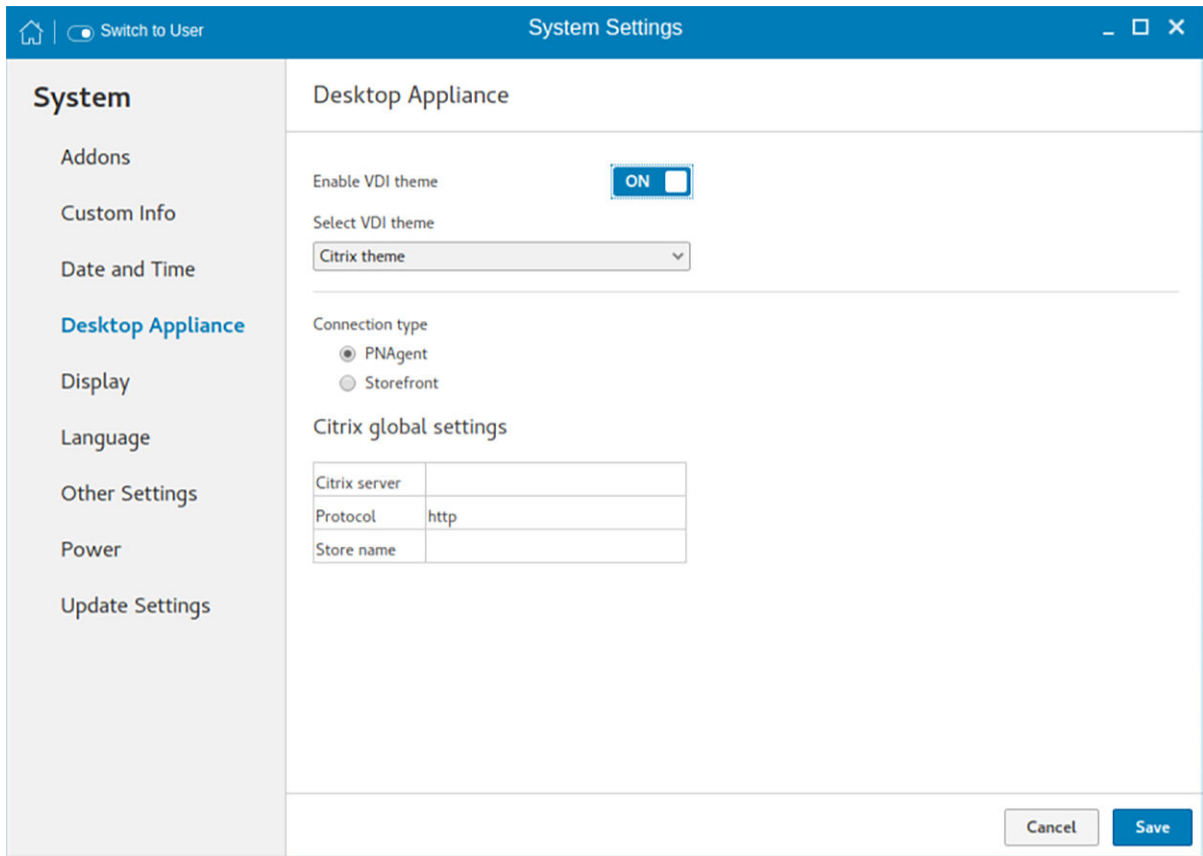 Switch to User
System Settings
System
Addons
Custom Info
Date and Time
Desktop Appliance
Display
Language
Other Settings
Power
Update Settings
Desktop Appliance
Enable VDI theme
ON
Select VDI theme
Citrix theme
Connection type
PNAgent
Storefront
Citrix global settings
Citrix server
Protocol http
Store name
Cancel Save